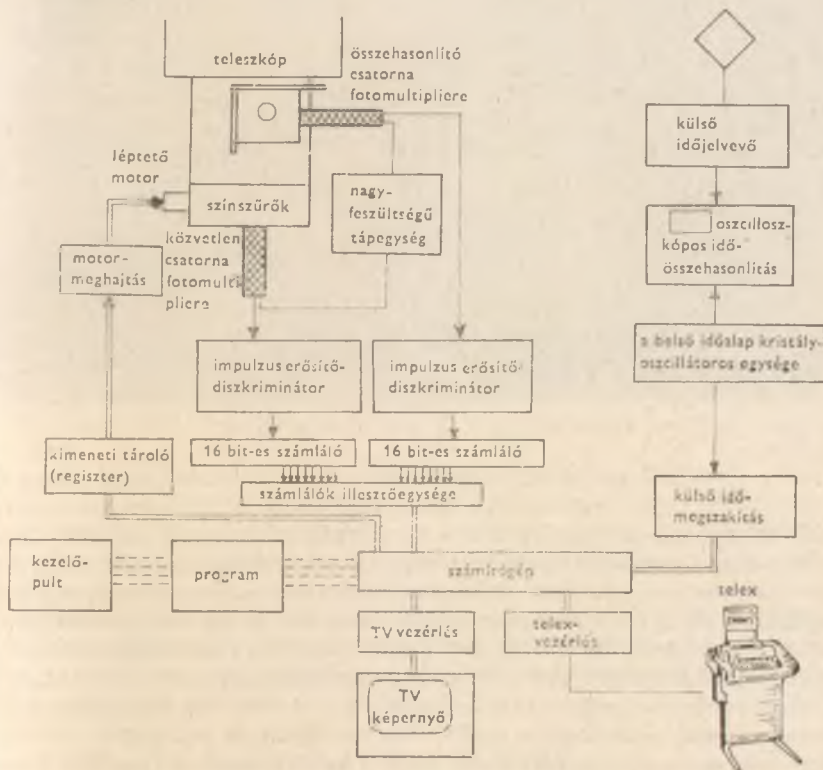 teleszkóp
összehasonlító
csatorna
fotomultipliere
léptető
motor
színszűrők
nagy-
feszültségű
tápegység
külső
időjelvevő
oszcillosz-
kópos idő-
összehasonlítás
motor-
meghajtás
közvetlen
csatorna
fotomulti
pliere
a belső időalap kristály-
oszcillátoros egysége
impulzus erősítő-
diszkriminátor
impulzus erősítő-
diszkriminátor
kimeneti tároló
(regiszter)
16 bit-es számláló
16 bit-es számláló
számlálók illesztőegysége
külső idő-
megszakítás
kezelő-
pult
program
számítógép
telex
TV vezérlés
telex-
vezérlés
TV
képernyő